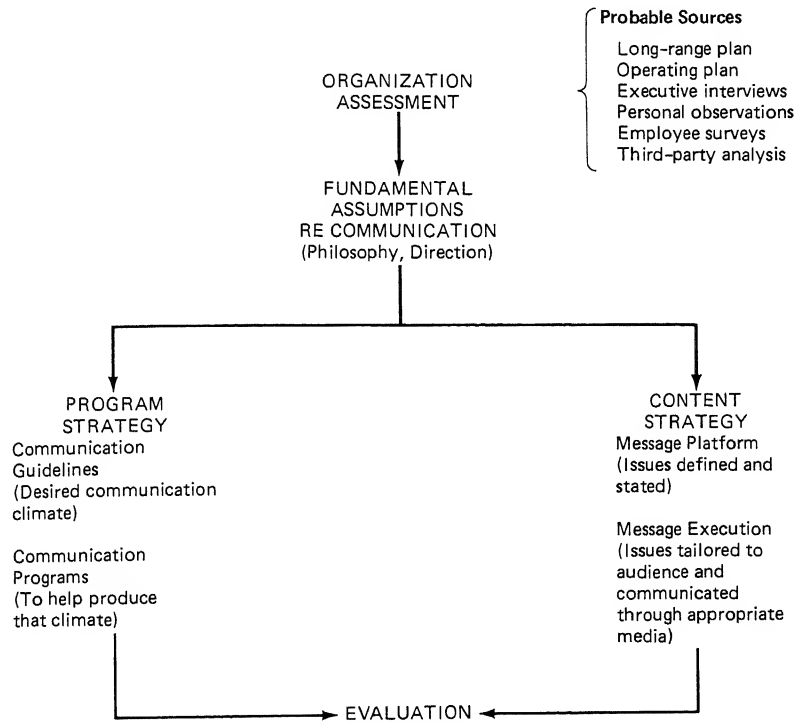 Probable Sources
Long-range plan
Operating plan
Executive interviews
Personal observations
Employee surveys
Third-party analysis
ORGANIZATION
ASSESSMENT
FUNDAMENTAL
ASSUMPTIONS
RE COMMUNICATION
(Philosophy, Direction)
PROGRAM
STRATEGY
Communication
Guidelines
(Desired communication
climate)
Communication
Programs
(To help produce
that climate)
CONTENT
STRATEGY
Message Platform
(Issues defined and
stated)
Message Execution
(Issues tailored to
audience and
communicated
through appropriate
media)
EVALUATION